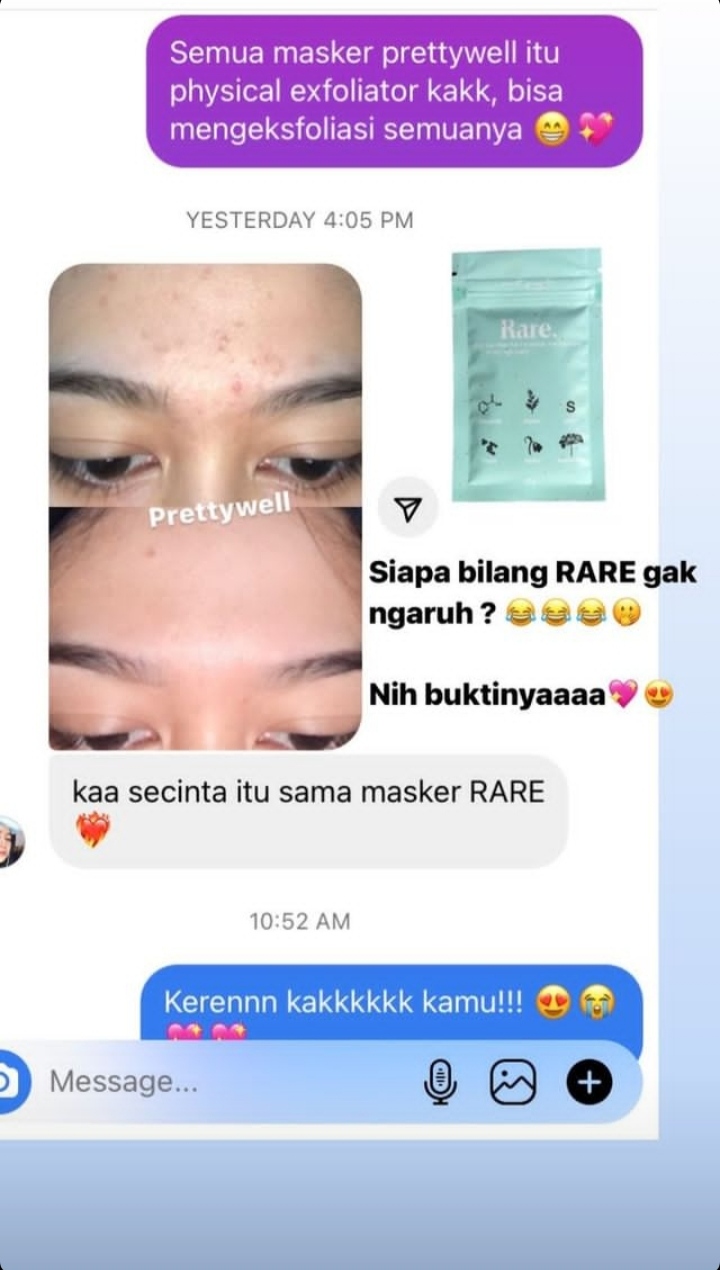 Semua masker prettywell itu
physical exfoliator kakk, bisa
mengeksfoliasi semuanya 😁 💖
YESTERDAY 4:05 PM
Rare.
S
Prettywell
Siapa bilang RARE gak
ngaruh ? 😂😂😂🤭
Nih buktinyaaaa💖😍
kaa secinta itu sama masker RARE
❤️‍🔥
10:52 AM
Kerennn kakkkkkk kamu!!! 😍 😭
💖 💖
Message...